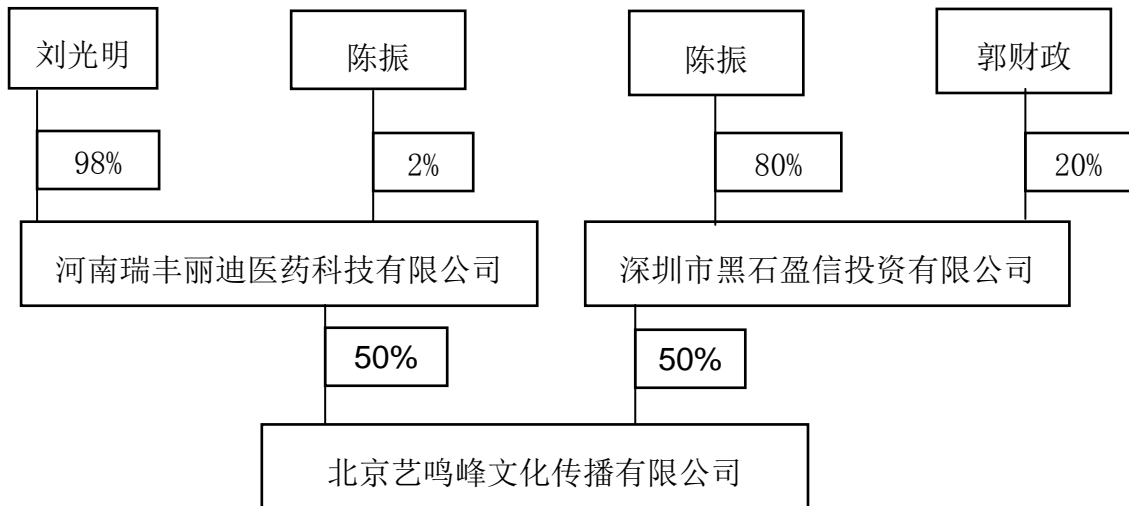 刘光明
陈振
陈振
郭财政
98%
2%
80%
20%
河南瑞丰丽迪医药科技有限公司
深圳市黑石盈信投资有限公司
50%
50%
北京艺鸣峰文化传播有限公司